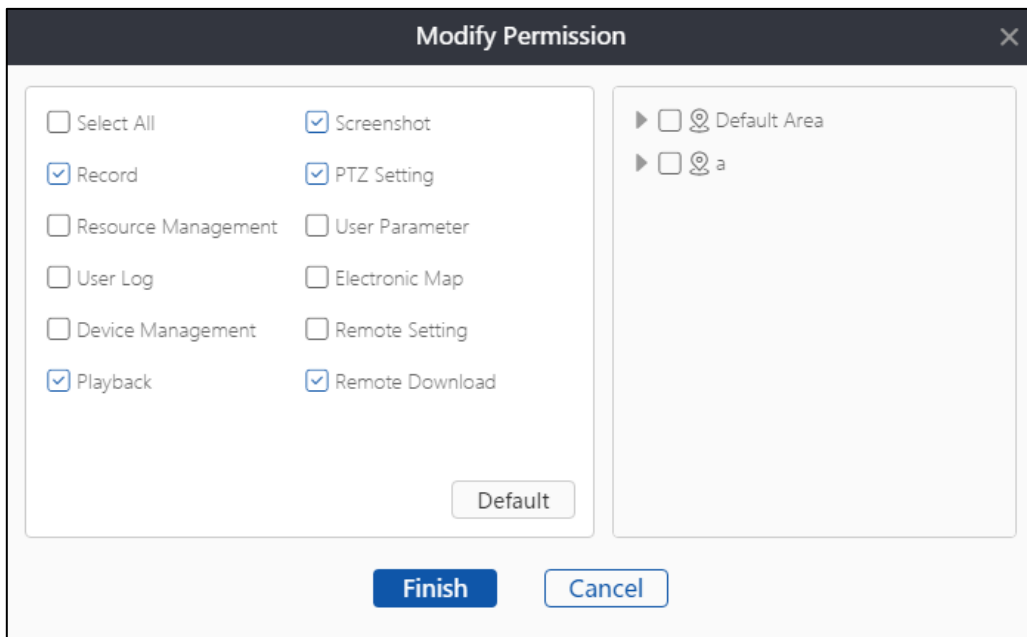 Modify Permission
Select All
Screenshot
Record
PTZ Setting
Resource Management
User Parameter
User Log
Electronic Map
Device Management
Remote Setting
Playback
Remote Download
Default
Default Area
a
Finish
Cancel